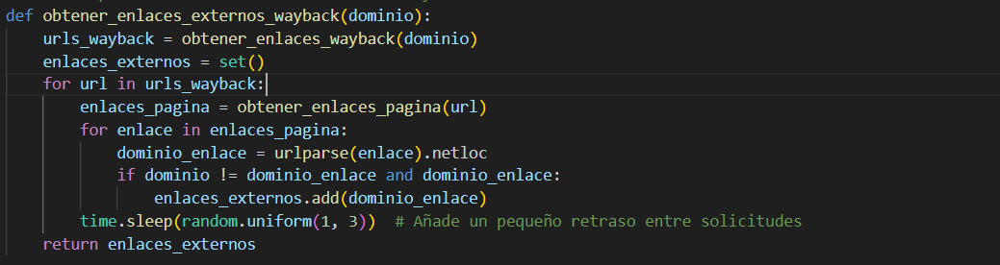 def obtener_enlaces_externos_wayback(dominio):
    urls_wayback = obtener_enlaces_wayback(dominio)
    enlaces_externos = set()
    for url in urls_wayback:
        enlaces_pagina = obtener_enlaces_pagina(url)
        for enlace in enlaces_pagina:
            dominio_enlace = urlparse(enlace).netloc
            if dominio != dominio_enlace and dominio_enlace:
                enlaces_externos.add(dominio_enlace)
        time.sleep(random.uniform(1, 3))  # Añade un pequeño retraso entre solicitudes
    return enlaces_externos